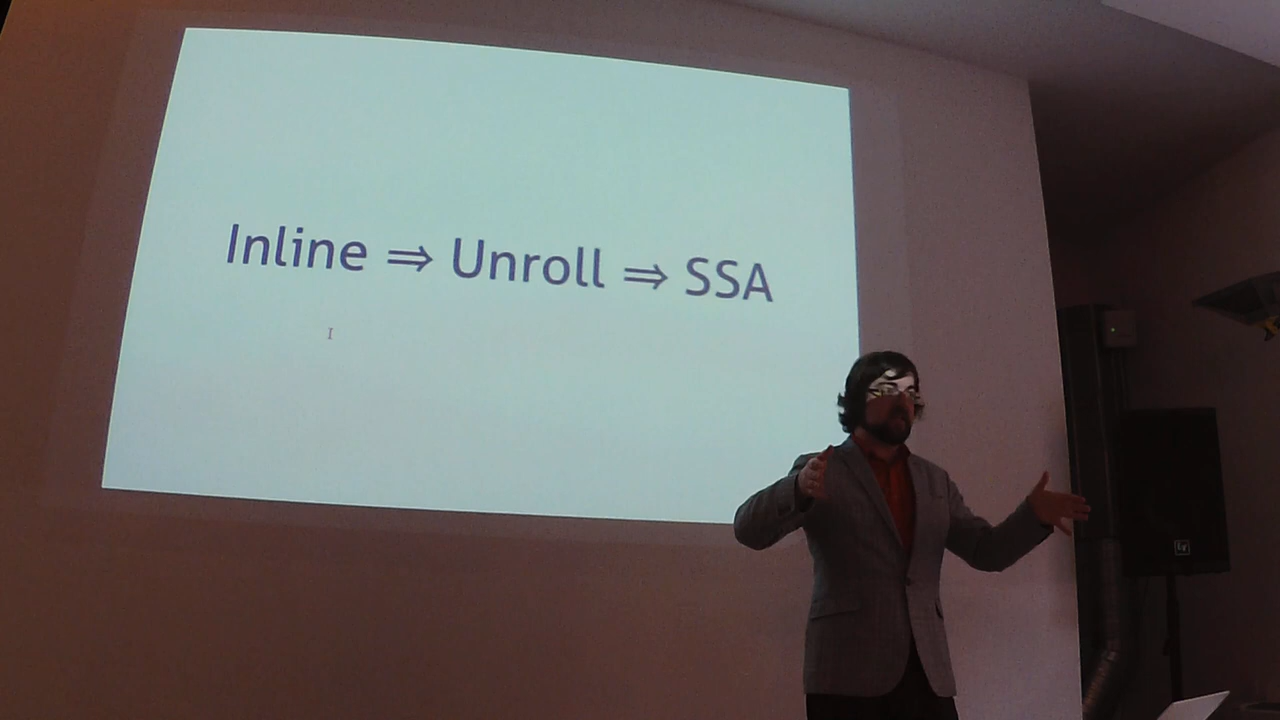 Inline ⇒ Unroll ⇒ SSA